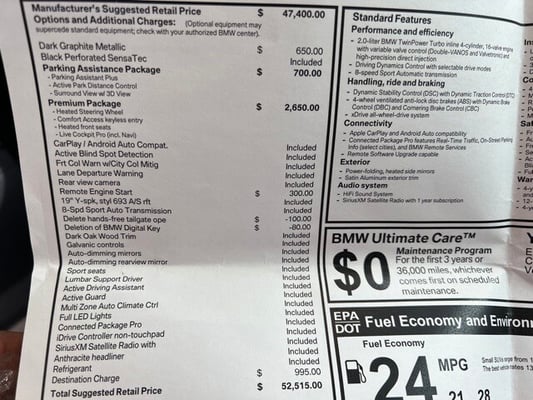 Manufacturer's Suggested Retail Price $ 47,400.00
Options and Additional Charges: (Optional equipment may
supercede standard equipment; check with your authorized BMW center).
Dark Graphite Metallic $ 650.00
Black Perforated SensaTec Included
Parking Assistance Package $ 700.00
- Parking Assistant Plus
- Active Park Distance Control
- Surround View w/ 3D View
Premium Package $ 2,650.00
- Heated Steering Wheel
- Comfort Access keyless entry
- Heated front seats
- Live Cockpit Pro (incl. Navi)
CarPlay / Android Auto Compat. Included
Active Blind Spot Detection Included
Frt Col Warn w/City Col Mitig Included
Lane Departure Warning Included
Rear view camera Included
Remote Engine Start $ 300.00
19" Y-spk, styl 693 A/S rft Included
8-Spd Sport Auto Transmission Included
Delete hands-free tailgate ope $ -100.00
Deletion of BMW Digital Key $ -80.00
Dark Oak Wood Trim Included
Galvanic controls Included
Auto-dimming mirrors Included
Auto-dimming rearview mirror Included
Sport seats Included
Lumbar Support Driver Included
Active Driving Assistant Included
Active Guard Included
Multi Zone Auto Climate Ctrl Included
Full LED Lights Included
Connected Package Pro Included
iDrive Controller non-touchpad Included
SiriusXM Satellite Radio with Included
Anthracite headliner Included
Refrigerant Included
Destination Charge $ 995.00
Total Suggested Retail Price $ 52,515.00
Standard Features
Performance and efficiency
- 2.0-liter BMW TwinPower Turbo inline 4-cylinder, 16-valve engine
with variable valve control (Double-VANOS and Valvetronic) and
high-precision direct injection
- Driving Dynamics Control with selectable drive modes
- 8-speed Sport Automatic transmission
Handling, ride and braking
- Dynamic Stability Control (DSC) with Dynamic Traction Control (DTC)
- 4-wheel ventilated anti-lock disc brakes (ABS) with Dynamic Brake
Control (DBC) and Cornering Brake Control (CBC)
- xDrive all-wheel-drive system
Connectivity
- Apple CarPlay and Android Auto compatibility
- Connected Package Pro features Real-Time Traffic, On-Street Parking
Info (select cities), and BMW Remote Services
- Remote Software Upgrade capable
Exterior
- Power-folding, heated side mirrors
- Satin Aluminum exterior trim
Audio system
- HiFi Sound System
- SiriusXM Satellite Radio with 1 year subscription
BMW Ultimate Care™
$0
Maintenance Program
For the first 3 years or
36,000 miles, whichever
comes first on scheduled
maintenance.
EPA
DOT
Fuel Economy and Environ
Fuel Economy
24 MPG
21 28